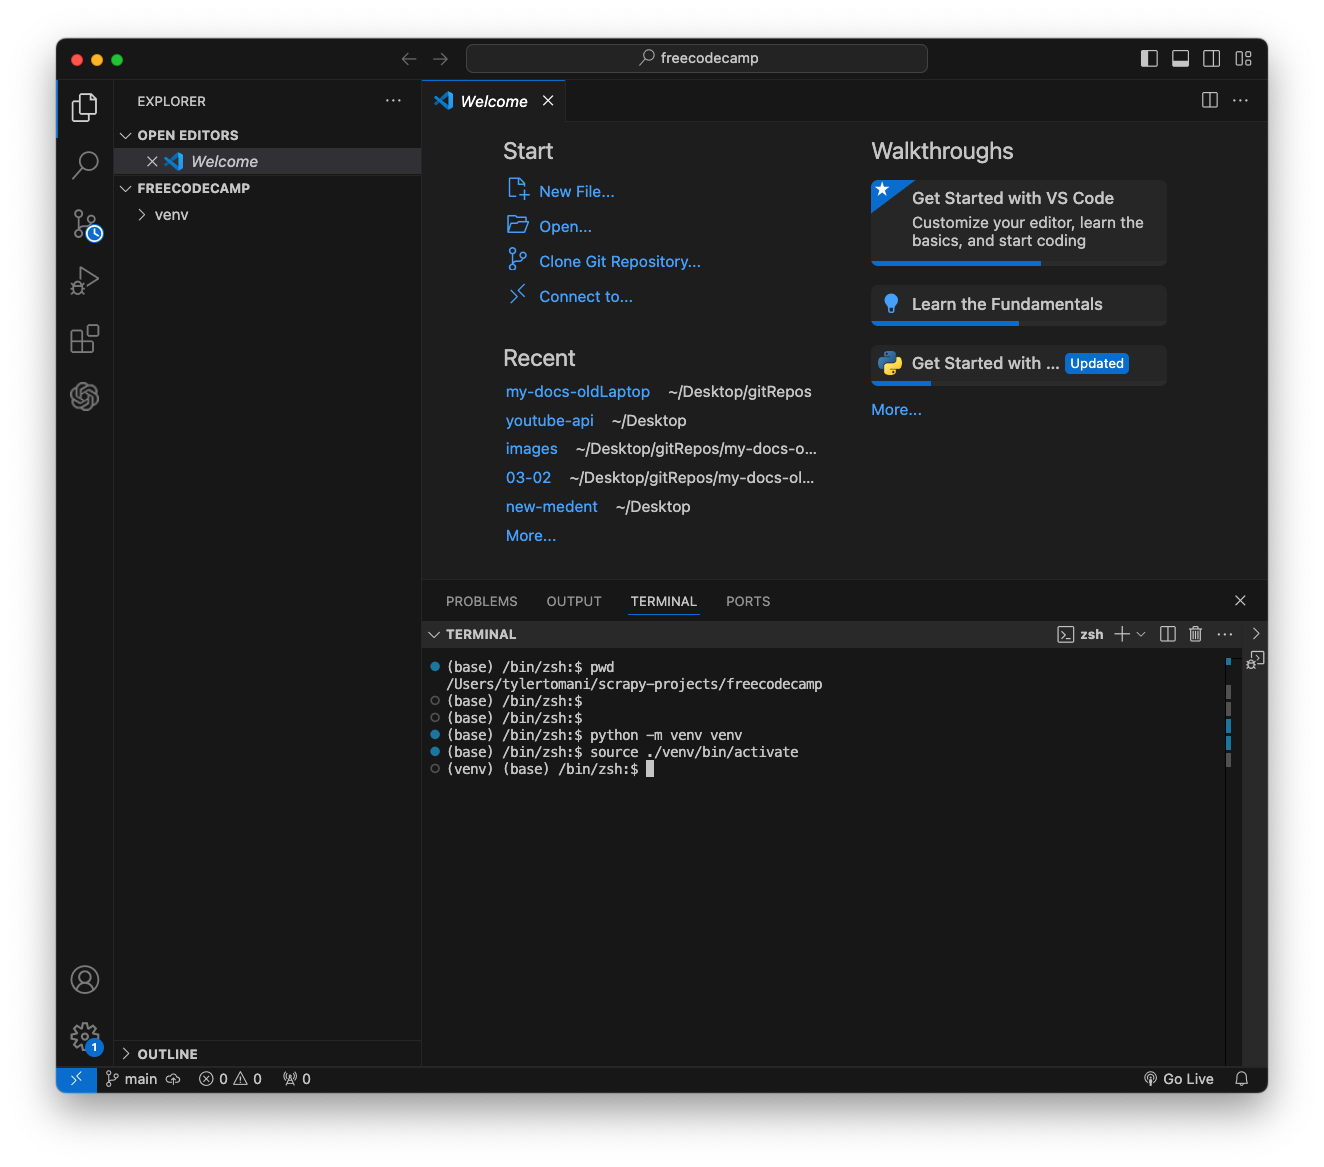 freecodecamp
EXPLORER
OPEN EDITORS
Welcome
FREECODECAMP
venv
OUTLINE
Welcome
Start
New File...
Open...
Clone Git Repository...
Connect to...
Recent
my-docs-oldLaptop ~/Desktop/gitRepos
youtube-api ~/Desktop
images ~/Desktop/gitRepos/my-docs-o...
03-02 ~/Desktop/gitRepos/my-docs-ol...
new-medent ~/Desktop
More...
Walkthroughs
Get Started with VS Code
Customize your editor, learn the
basics, and start coding
Learn the Fundamentals
Get Started with ... Updated
More...
PROBLEMS OUTPUT TERMINAL PORTS
TERMINAL zsh
(base) /bin/zsh:$ pwd
/Users/tylertomani/scrapy-projects/freecodecamp
(base) /bin/zsh:$
(base) /bin/zsh:$
(base) /bin/zsh:$ python -m venv venv
(base) /bin/zsh:$ source ./venv/bin/activate
(venv) (base) /bin/zsh:$
1
main 0 0 0 Go Live